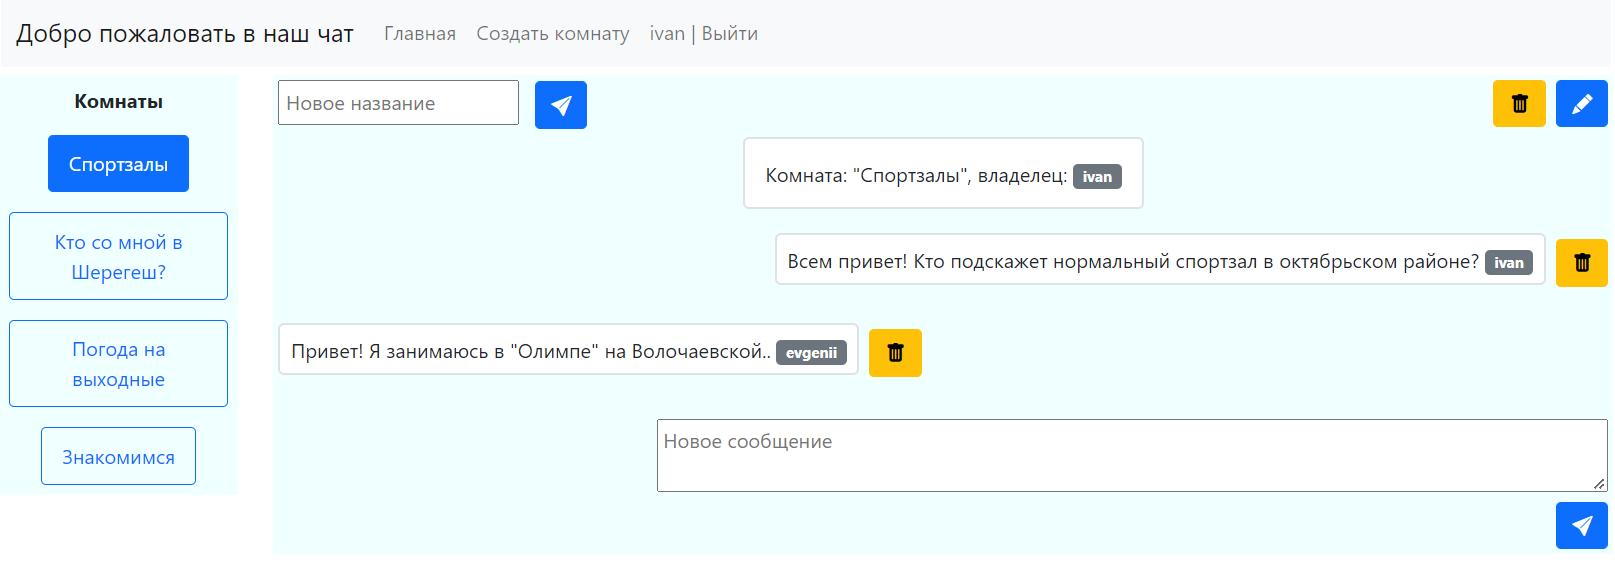 Добро пожаловать в наш чат Главная Создать комнату ivan | Выйти
Комнаты
Спортзалы
Кто со мной в
Шерегеш?
Погода на
выходные
Знакомимся
Новое название
Комната: "Спортзалы", владелец: ivan
Всем привет! Кто подскажет нормальный спортзал в октябрьском районе? ivan
Привет! Я занимаюсь в "Олимпе" на Волочаевской.. evgenii
Новое сообщение